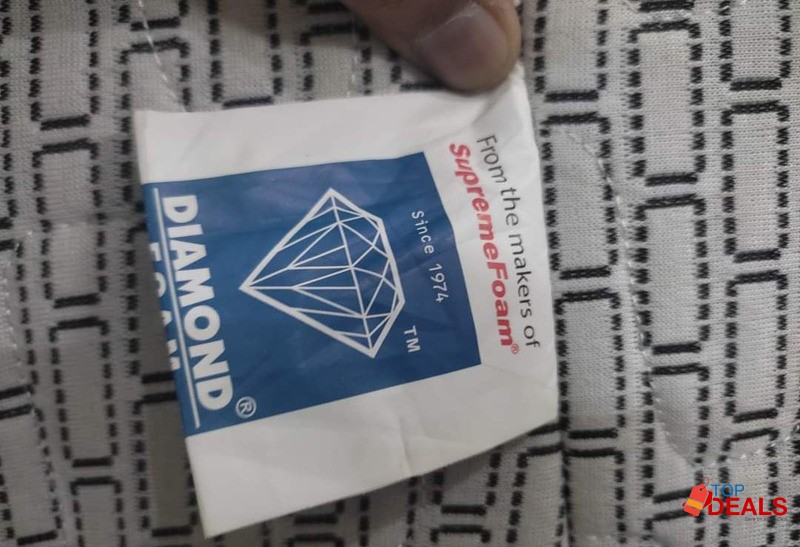 From the makers of
SupremeFoam®
Since 1974
TM
DIAMOND®
TOP
DEALS